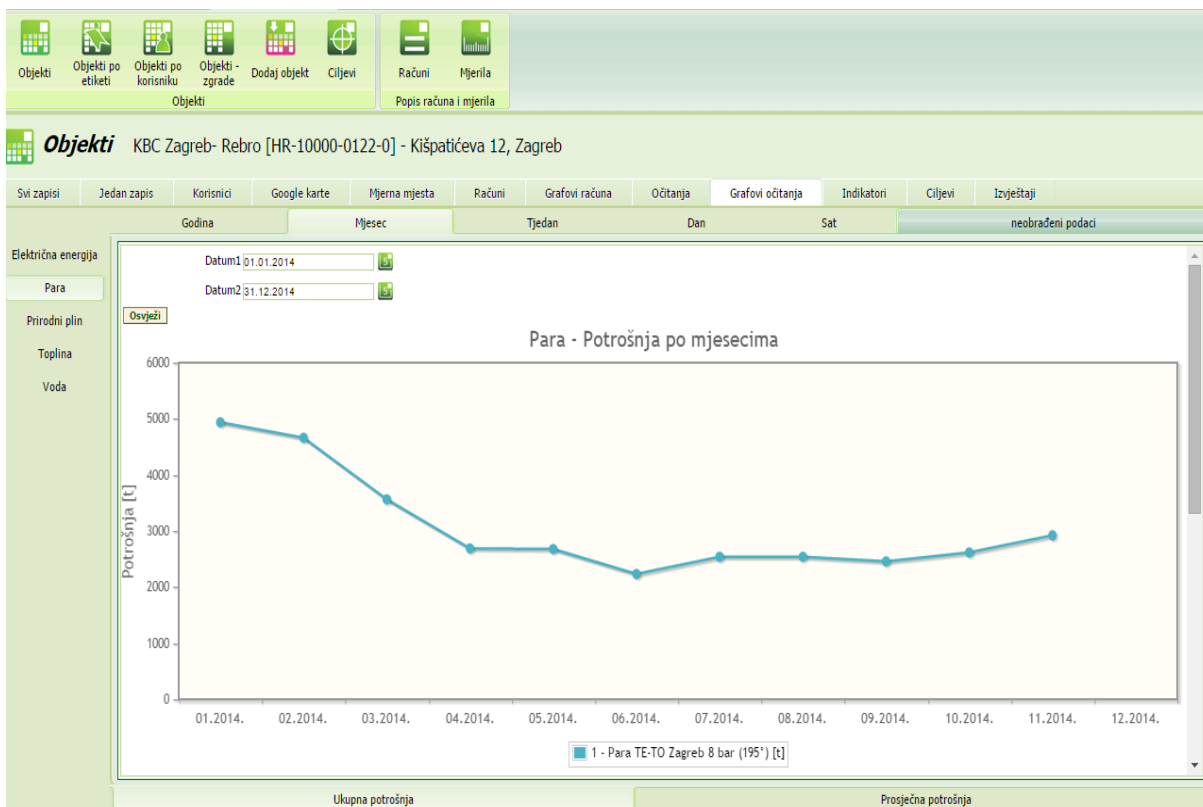 Objekti
Objekti po etiketi
Objekti po korisniku
Objekti - zgrade
Dodaj objekt
Ciljevi
Računi
Mjerila
Objekti
Popis računa i mjerila
Objekti KBC Zagreb- Rebro [HR-10000-0122-0] - Kišpatićeva 12, Zagreb
Svi zapisi Jedan zapis Korisnici Google karte Mjerna mjesta Računi Grafovi računa Očitanja Grafovi očitanja Indikatori Ciljevi Izvještaji
Godina Mjesec Tjedan Dan Sat neobrađeni podaci
Električna energija
Para
Prirodni plin
Toplina
Voda
Datum1 01.01.2014
Datum2 31.12.2014
Osvježi
Para - Potrošnja po mjesecima
Potrošnja [t]
6000
5000
4000
3000
2000
1000
0
01.2014. 02.2014. 03.2014. 04.2014. 05.2014. 06.2014. 07.2014. 08.2014. 09.2014. 10.2014. 11.2014. 12.2014.
1 - Para TE-TO Zagreb 8 bar (195°) [t]
Ukupna potrošnja Prosječna potrošnja